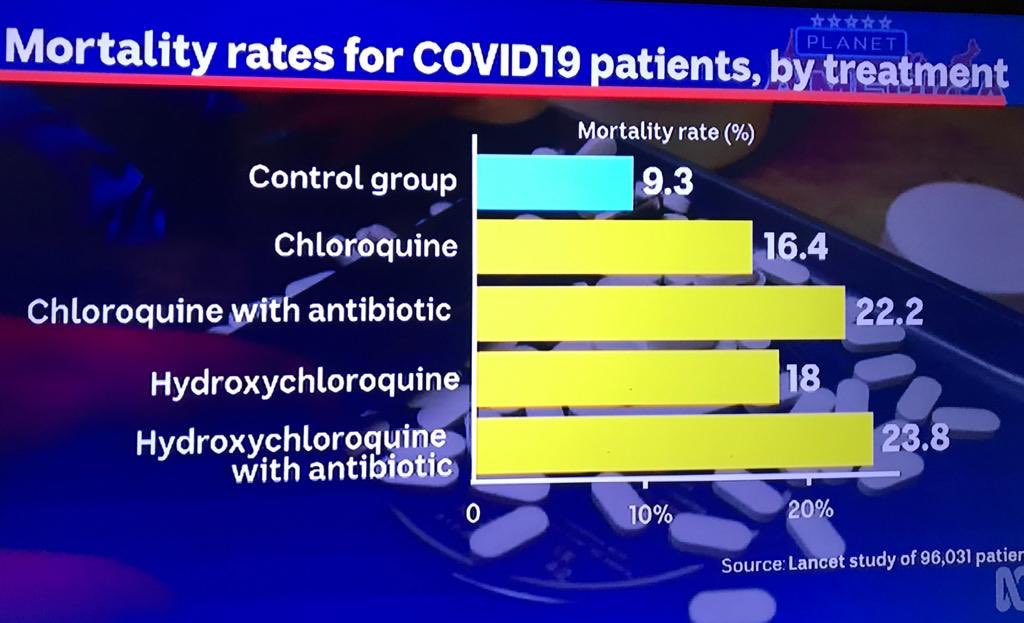 PLANET
Mortality rates for COVID19 patients, by treatment
Mortality rate (%)
Control group 9.3
Chloroquine 16.4
Chloroquine with antibiotic 22.2
Hydroxychloroquine 18
Hydroxychloroquine
with antibiotic 23.8
0 10% 20%
Source: Lancet study of 96,031 patien